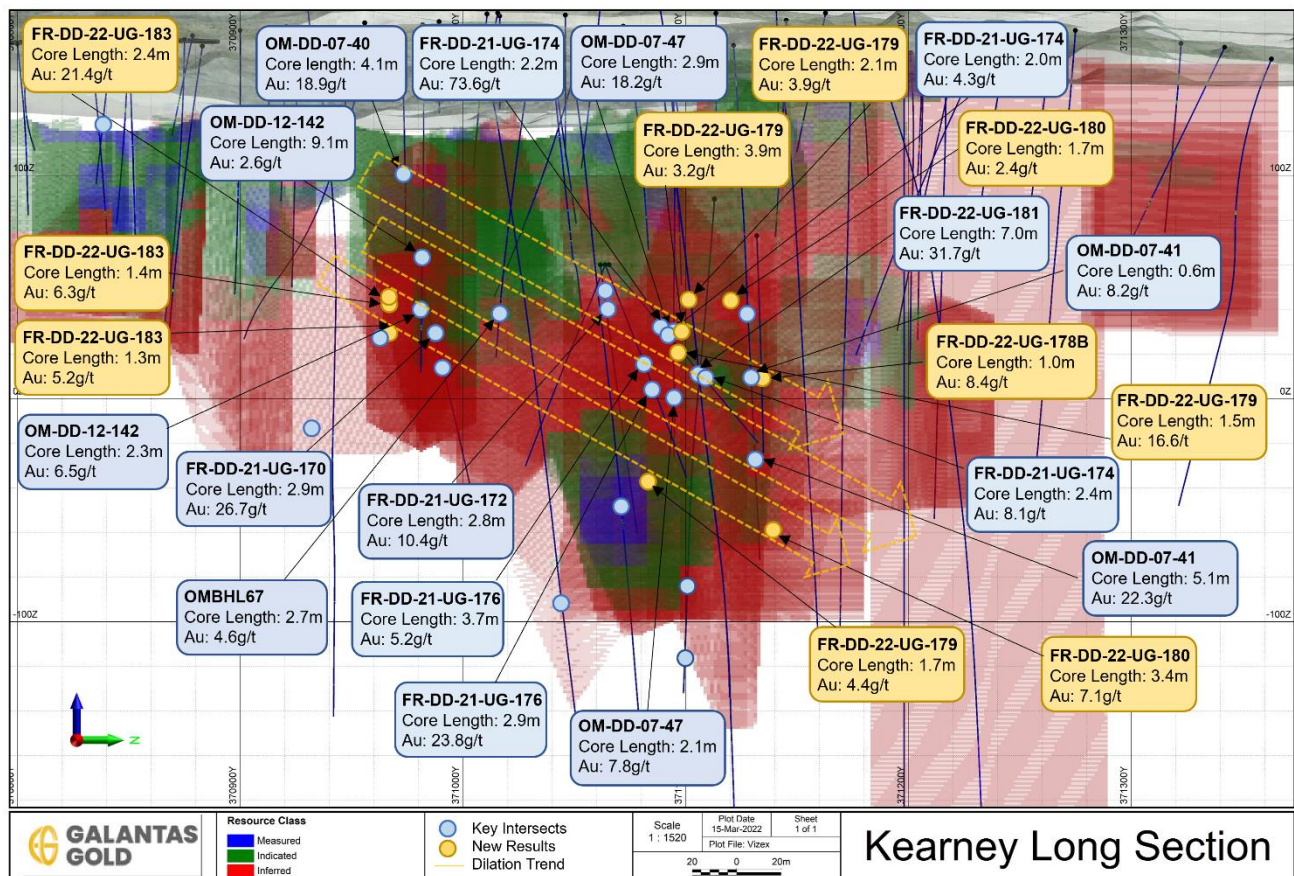 370900Y
371000Y
371300Y
FR-DD-22-UG-183
Core Length: 2.4m
Au: 21.4g/t
OM-DD-07-40
Core length: 4.1m
Au: 18.9g/t
FR-DD-21-UG-174
Core Length: 2.2m
Au: 73.6g/t
OM-DD-07-47
Core Length: 2.9m
Au: 18.2g/t
FR-DD-22-UG-179
Core Length: 2.1m
Au: 3.9g/t
FR-DD-21-UG-174
Core Length: 2.0m
Au: 4.3g/t
OM-DD-12-142
Core Length: 9.1m
Au: 2.6g/t
FR-DD-22-UG-179
Core Length: 3.9m
Au: 3.2g/t
FR-DD-22-UG-180
Core Length: 1.7m
Au: 2.4g/t
100Z
100Z
FR-DD-22-UG-181
Core Length: 7.0m
Au: 31.7g/t
FR-DD-22-UG-183
Core Length: 1.4m
Au: 6.3g/t
OM-DD-07-41
Core Length: 0.6m
Au: 8.2g/t
FR-DD-22-UG-183
Core Length: 1.3m
Au: 5.2g/t
FR-DD-22-UG-178B
Core Length: 1.0m
Au: 8.4g/t
0Z
0Z
FR-DD-22-UG-179
Core Length: 1.5m
Au: 16.6g/t
OM-DD-12-142
Core Length: 2.3m
Au: 6.5g/t
FR-DD-21-UG-170
Core Length: 2.9m
Au: 26.7g/t
FR-DD-21-UG-172
Core Length: 2.8m
Au: 10.4g/t
FR-DD-21-UG-174
Core Length: 2.4m
Au: 8.1g/t
OM-DD-07-41
Core Length: 5.1m
Au: 22.3g/t
OMBHL67
Core Length: 2.7m
Au: 4.6g/t
FR-DD-21-UG-176
Core Length: 3.7m
Au: 5.2g/t
-100Z
-100Z
FR-DD-22-UG-179
Core Length: 1.7m
Au: 4.4g/t
FR-DD-22-UG-180
Core Length: 3.4m
Au: 7.1g/t
FR-DD-21-UG-176
Core Length: 2.9m
Au: 23.8g/t
OM-DD-07-47
Core Length: 2.1m
Au: 7.8g/t
N
370900Y
371000Y
371200Y
371300Y
GALANTAS
GOLD
Resource Class
Measured
Indicated
Inferred
Key Intersects
New Results
Dilation Trend
Scale
1 : 1520
Plot Date
15-Mar-2022
Sheet
1 of 1
Plot File: Vizex
20 0 20m
Kearney Long Section